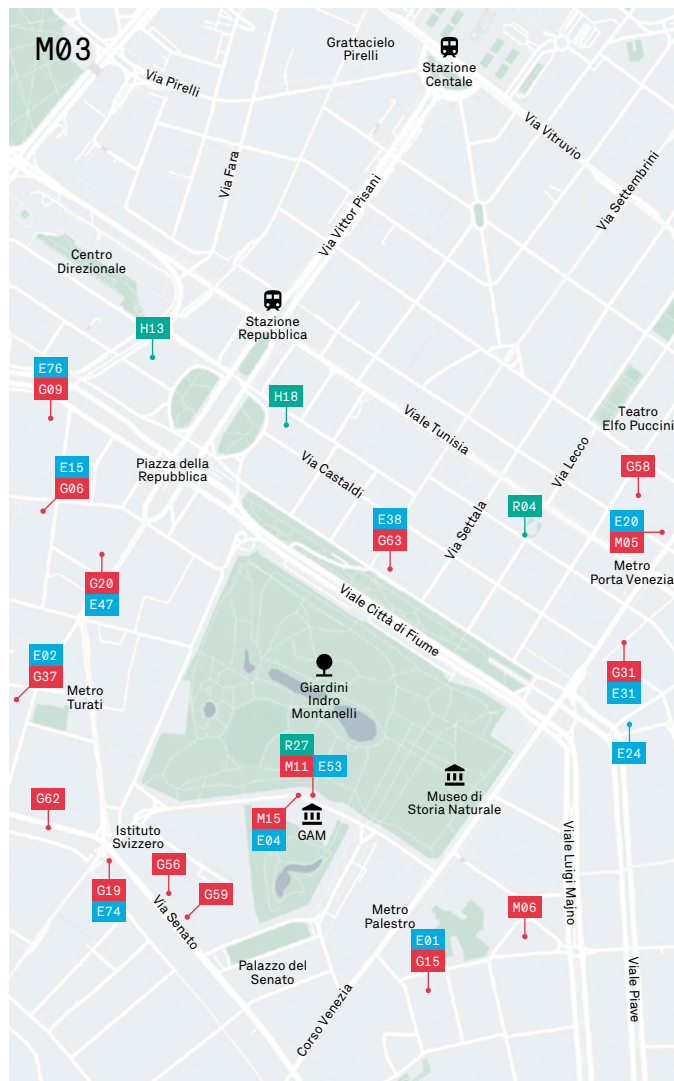 M03
Grattacielo
Pirelli
Stazione
Centale
Via Pirelli
Via Vitruvio
Via Fara
Via Settembrini
Via Vittor Pisani
Centro
Direzionale
Stazione
Repubblica
H13
E76
G09
H18
Viale Tunisia
Teatro
Elfo Puccini
Via Lecco
Piazza della
Repubblica
E15
G06
Via Castaldi
G58
Via Settala
R04
E38
G63
E20
M05
Metro
Porta Venezia
G20
E47
Viale Città di Fiume
E02
G37
Metro
Turati
Giardini
Indro
Montanelli
G31
E31
E24
R27
M11 E53
Museo di
Storia Naturale
G62
M15
E04
GAM
Istituto
Svizzero
G56
G59
G19
E74
Via Senato
Viale Luigi Majno
M06
Metro
Palestro
E01
G15
Palazzo del
Senato
Corso Venezia
Viale Piave